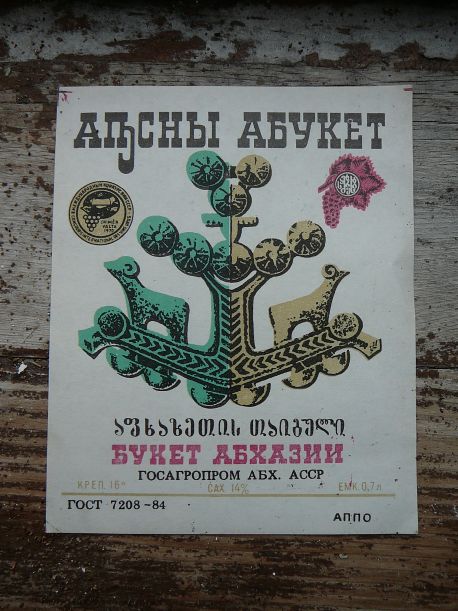 АҦСНЫ АБУКЕТ
აფხაზეთის თაიგული
БУКЕТ АБХАЗИИ
ГОСАГРОПРОМ АБХ. АССР
КРЕП. 16° САХ. 14% ЕМК. 0,7 л
ГОСТ 7208-84
АППО